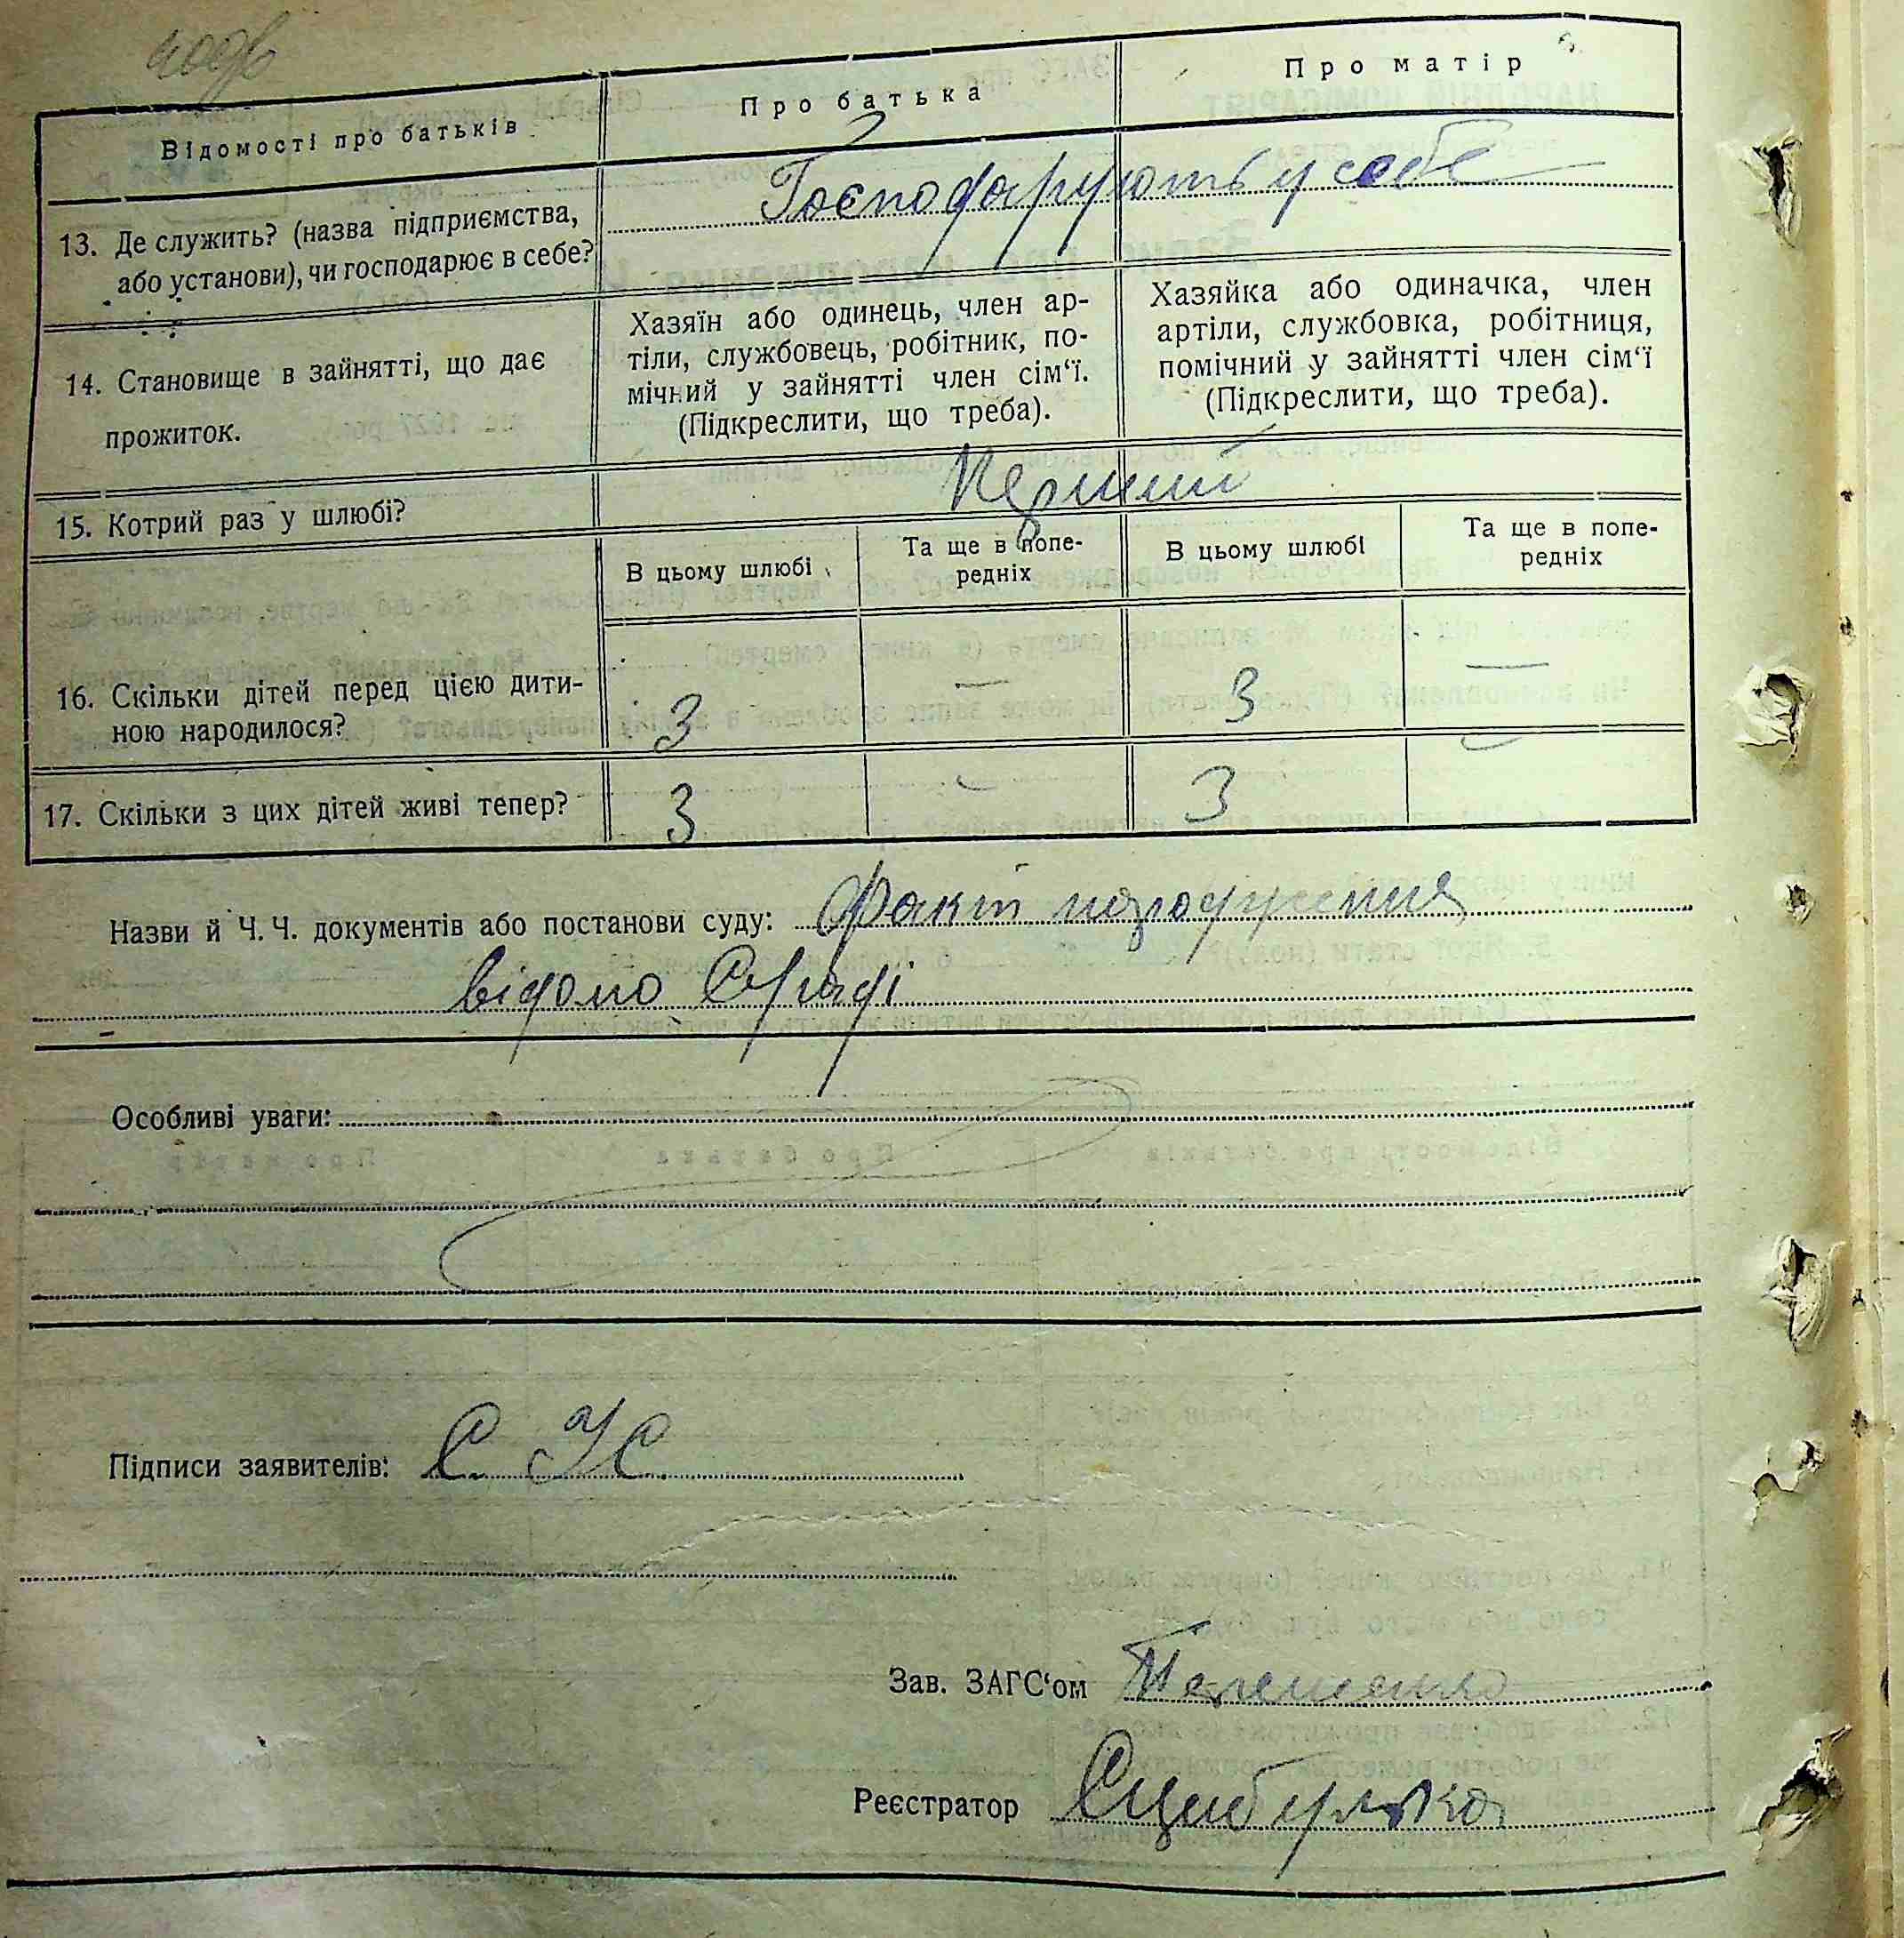 Відомості про батьків
Про батька
Про матір
13. Де служить? (назва підприємства,
або установи), чи господарює в себе?
Господарують у себе
14. Становище в зайнятті, що дає
прожиток.
Хазяїн або одинець, член ар-
тіли, службовець, робітник, по-
мічний у зайнятті член сім‘ї.
(Підкреслити, що треба).
Хазяйка або одиначка, член
артіли, службовка, робітниця,
помічний у зайнятті член сім‘ї
(Підкреслити, що треба).
15. Котрий раз у шлюбі?
Перший
В цьому шлюбі
Та ще в попе-
редніх
В цьому шлюбі
Та ще в попе-
редніх
16. Скільки дітей перед цією дити-
ною народилося?
3 — 3 —
17. Скільки з цих дітей живі тепер?
3 - 3 -
Назви й Ч. Ч. документів або постанови суду: Факт народження
відомо С/раді
Особливі уваги:
Підписи заявителів: С.
Зав. ЗАГС‘ом
Реєстратор Єцибулько